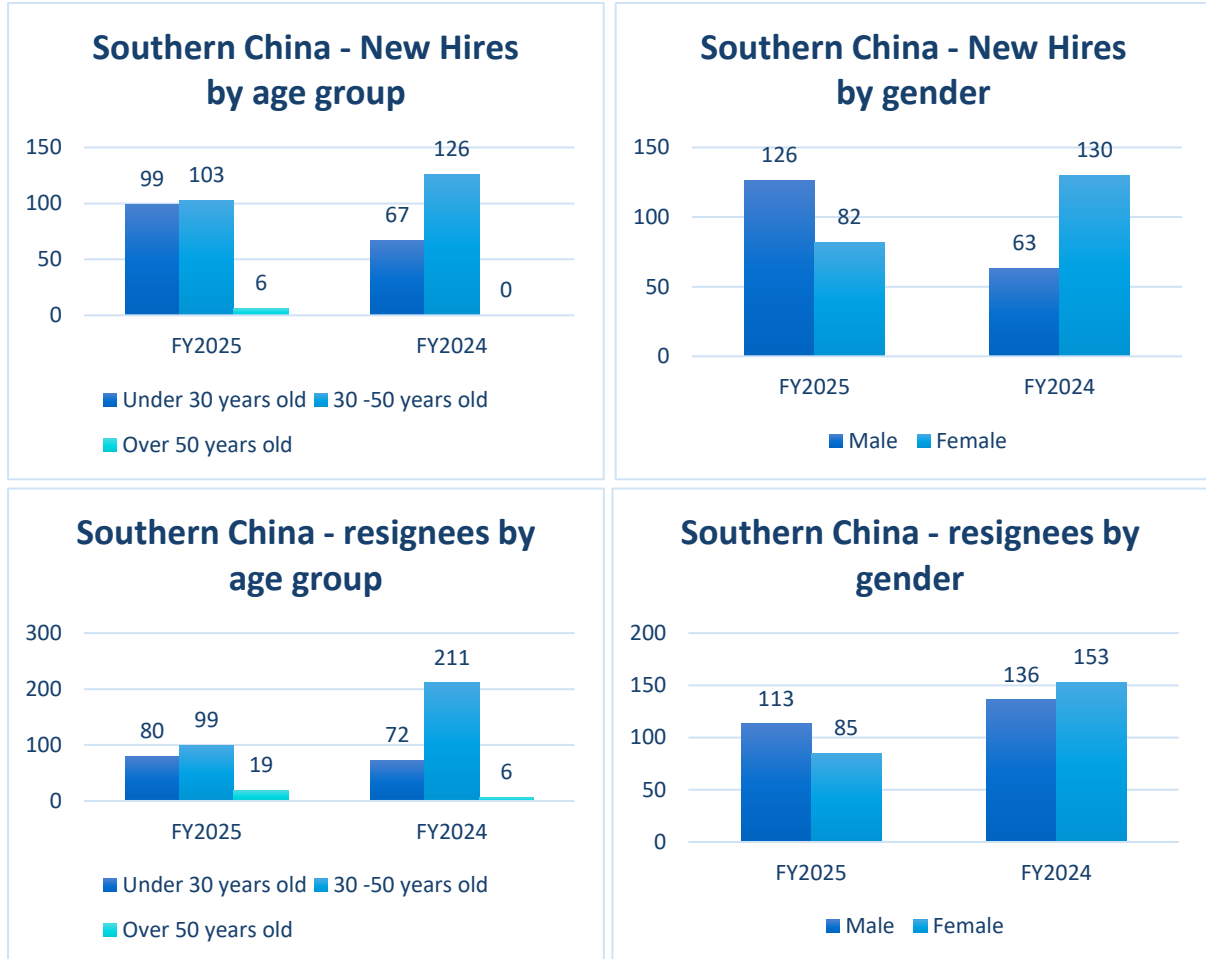 Southern China - New Hires
by age group
150
100
50
0
99
103
6
67
126
0
FY2025
FY2024
Under 30 years old
30 -50 years old
Over 50 years old
Southern China - New Hires
by gender
150
100
50
0
126
82
63
130
FY2025
FY2024
Male
Female
Southern China - resignees by
age group
300
200
100
0
80
99
19
72
211
6
FY2025
FY2024
Under 30 years old
30 -50 years old
Over 50 years old
Southern China - resignees by
gender
200
150
100
50
0
113
85
136
153
FY2025
FY2024
Male
Female